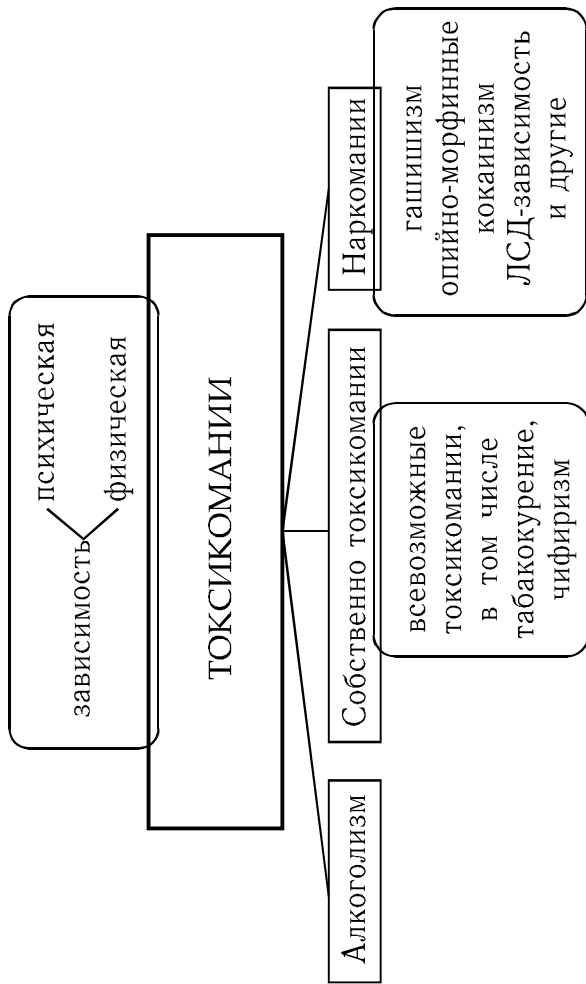 зависимость
психическая
физическая
ТОКСИКОМАНИИ
Алкоголизм
Собственно токсикомании
Наркомании
всевозможные
токсикомании,
в том числе
табакокурение,
чифиризм
гашишизм
опийно-морфинные
кокаинизм
ЛСД-зависимость
и другие